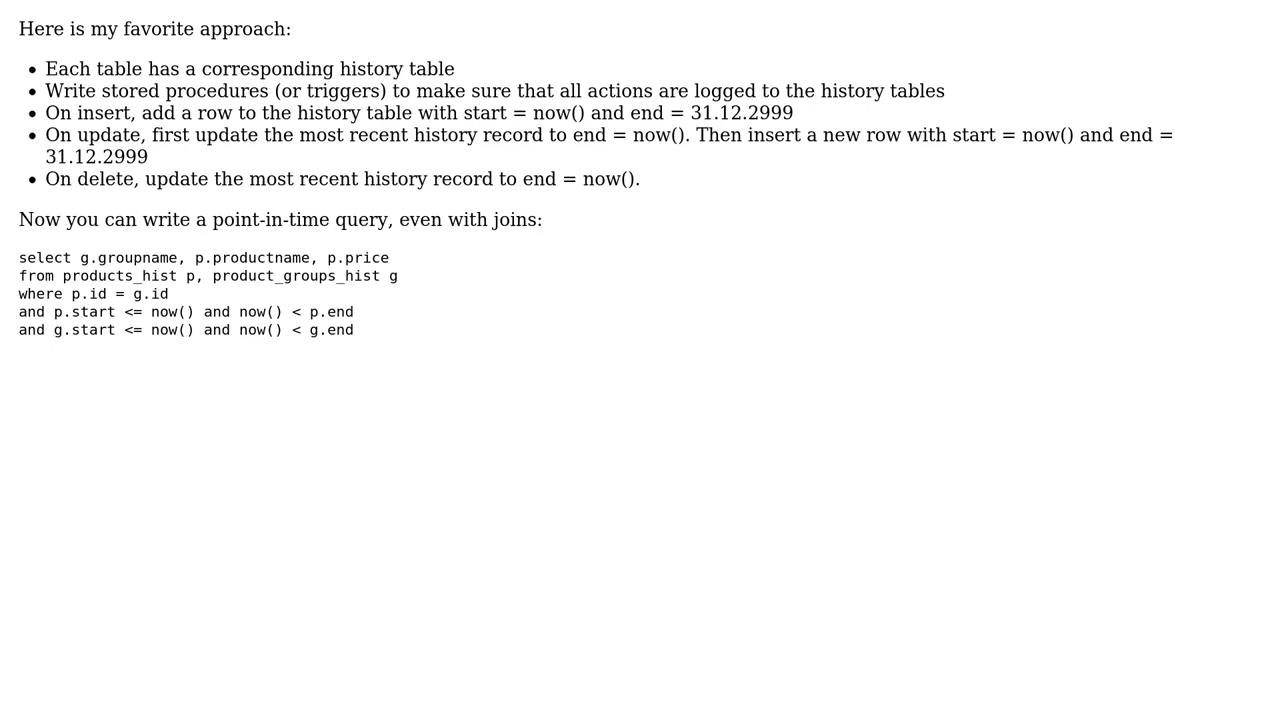 Here is my favorite approach:
• Each table has a corresponding history table
• Write stored procedures (or triggers) to make sure that all actions are logged to the history tables
• On insert, add a row to the history table with start = now() and end = 31.12.2999
• On update, first update the most recent history record to end = now(). Then insert a new row with start = now() and end =
31.12.2999
• On delete, update the most recent history record to end = now().
Now you can write a point-in-time query, even with joins:
select g.groupname, p.productname, p.price
from products_hist p, product_groups_hist g
where p.id = g.id
and p.start <= now() and now() < p.end
and g.start <= now() and now() < g.end